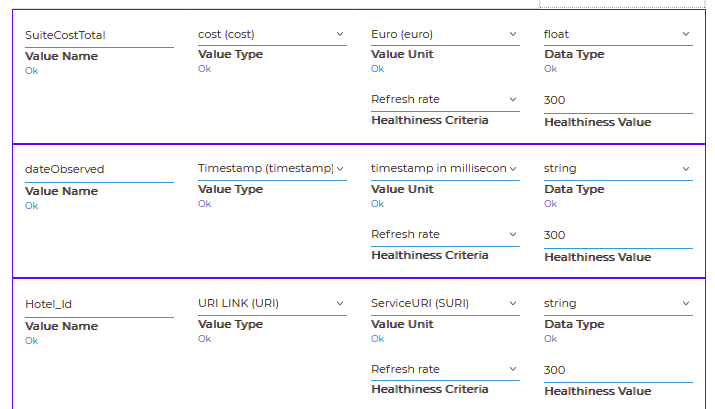 SuiteCostTotal cost (cost) Euro (euro) float
Value Name Value Type Value Unit Data Type
Ok Ok Ok Ok
Refresh rate 300
Healthiness Criteria Healthiness Value
dateObserved Timestamp (timestamp) timestamp in millisecon string
Value Name Value Type Value Unit Data Type
Ok Ok Ok Ok
Refresh rate 300
Healthiness Criteria Healthiness Value
Hotel_Id URI LINK (URI) ServiceURI (SURI) string
Value Name Value Type Value Unit Data Type
Ok Ok Ok Ok
Refresh rate 300
Healthiness Criteria Healthiness Value